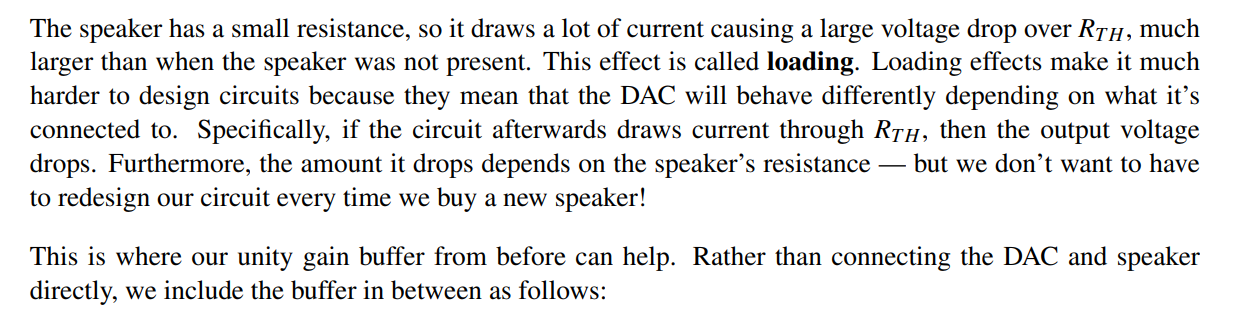 The speaker has a small resistance, so it draws a lot of current causing a large voltage drop over R_TH, much
larger than when the speaker was not present. This effect is called loading. Loading effects make it much
harder to design circuits because they mean that the DAC will behave differently depending on what it’s
connected to. Specifically, if the circuit afterwards draws current through R_TH, then the output voltage
drops. Furthermore, the amount it drops depends on the speaker’s resistance — but we don’t want to have
to redesign our circuit every time we buy a new speaker!
This is where our unity gain buffer from before can help. Rather than connecting the DAC and speaker
directly, we include the buffer in between as follows: